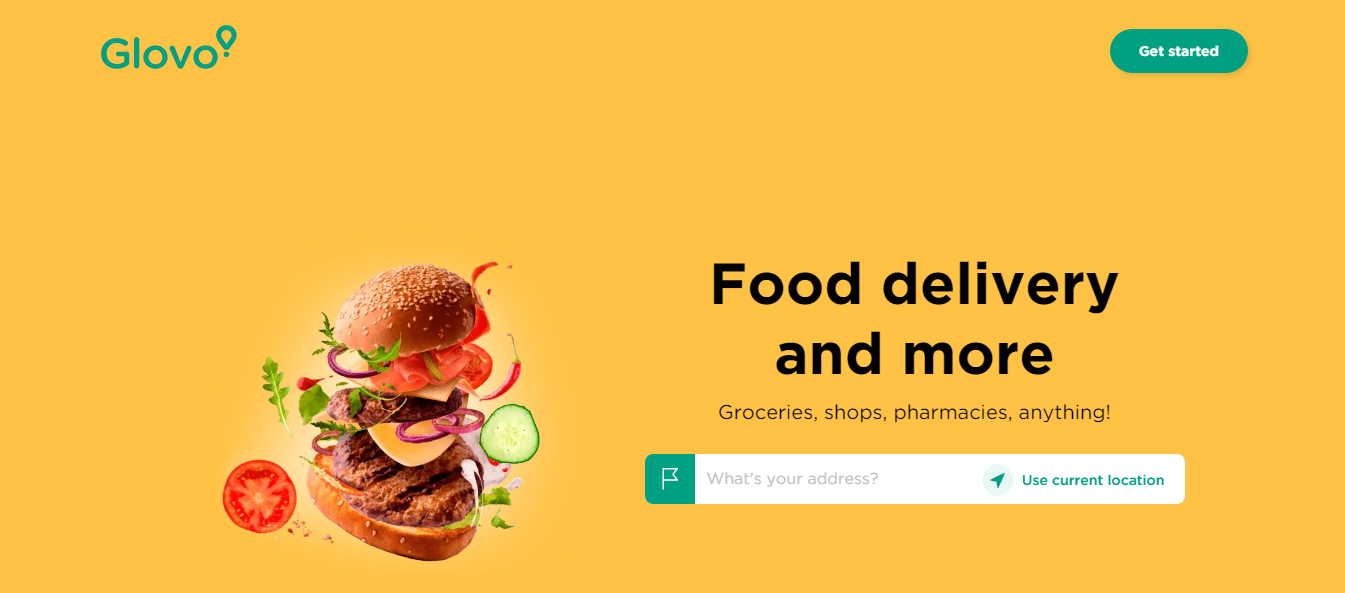 Glovo
Get started
Food delivery
and more
Groceries, shops, pharmacies, anything!
What's your address?
Use current location